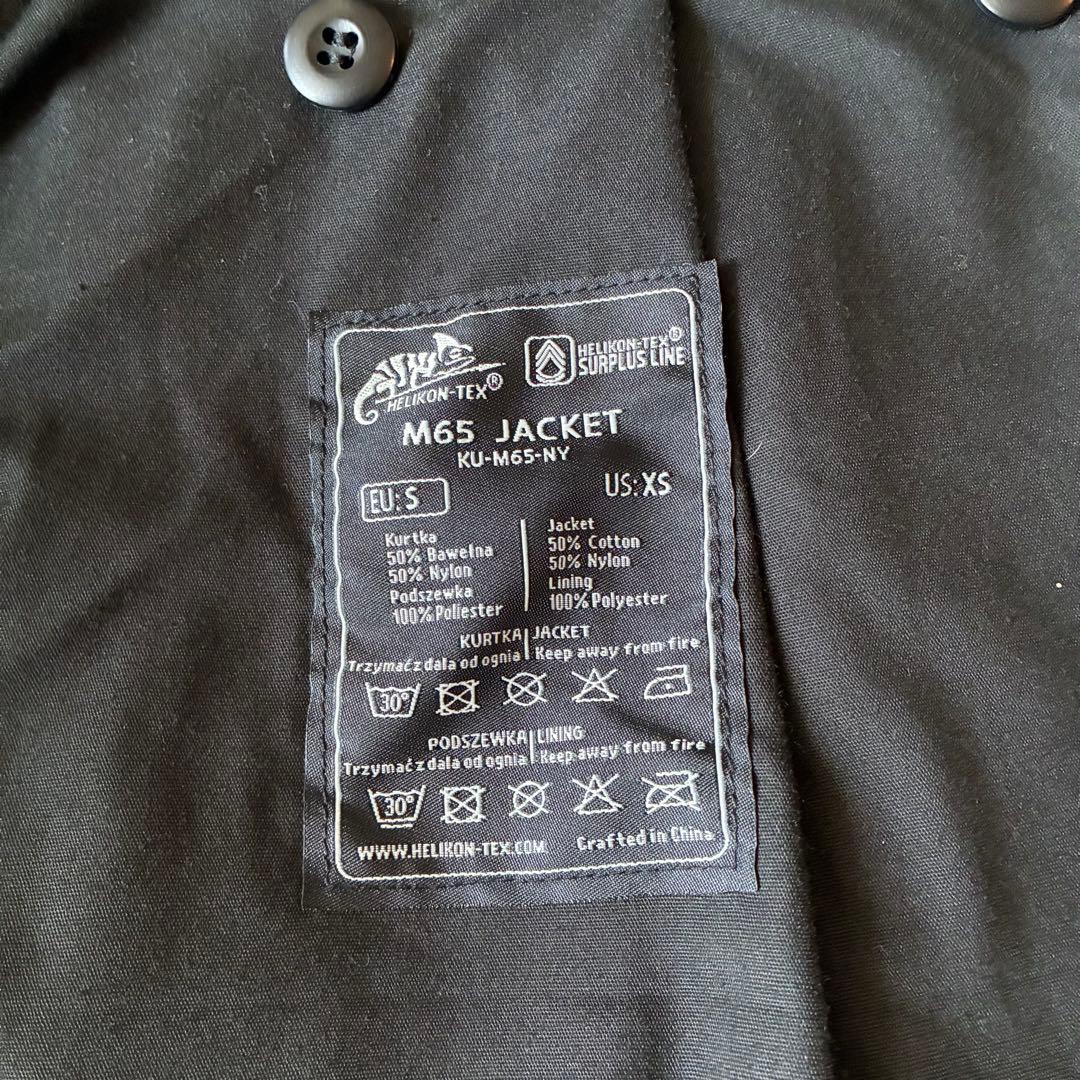 HELIKON-TEX®
HELIKON-TEX®
SURPLUS LINE
M65 JACKET
KU-M65-NY
EU: S
US: XS
Kurtka
50% Bawełna
50% Nylon
Podszewka
100% Poliester
Jacket
50% Cotton
50% Nylon
Lining
100% Polyester
KURTKA | JACKET
Trzymać z dala od ognia | Keep away from fire
30°
PODSZEWKA | LINING
Trzymać z dala od ognia | Keep away from fire
30°
WWW.HELIKON-TEX.COM
Crafted in China